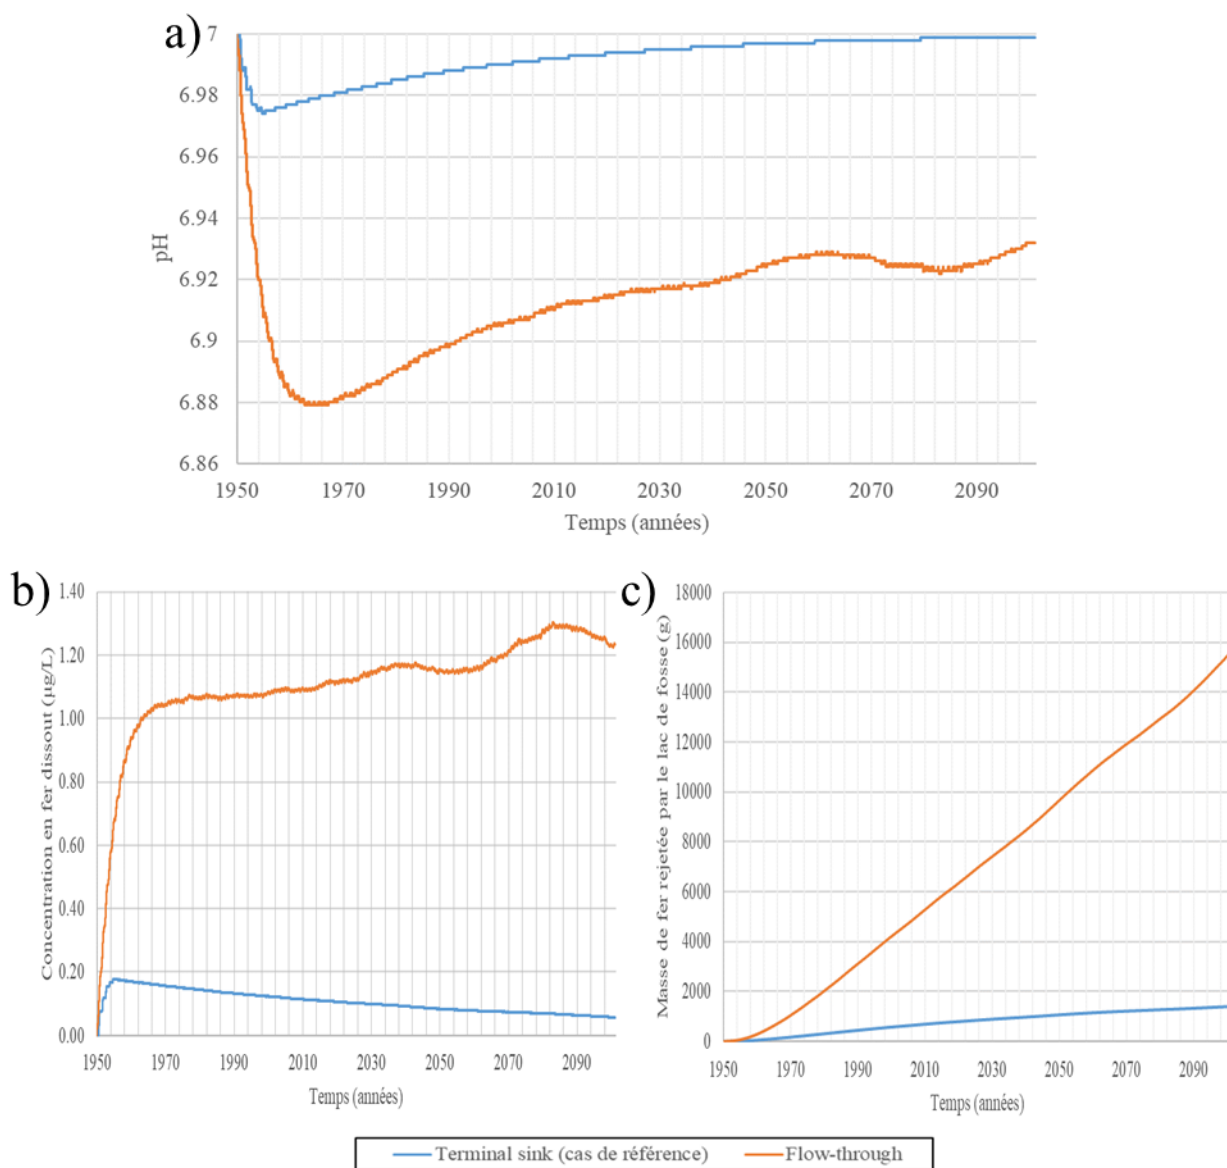 a)
7
6.98
6.96
6.94
6.92
6.9
6.88
6.86
pH
1950 1970 1990 2010 2030 2050 2070 2090
Temps (années)
b)
1.40
1.20
1.00
0.80
0.60
0.40
0.20
0.00
Concentration en fer dissout (µg/L)
1950 1970 1990 2010 2030 2050 2070 2090
Temps (années)
c)
18000
16000
14000
12000
10000
8000
6000
4000
2000
0
Masse de fer rejetée par le lac de fosse (g)
1950 1970 1990 2010 2030 2050 2070 2090
Temps (années)
Terminal sink (cas de référence) Flow-through